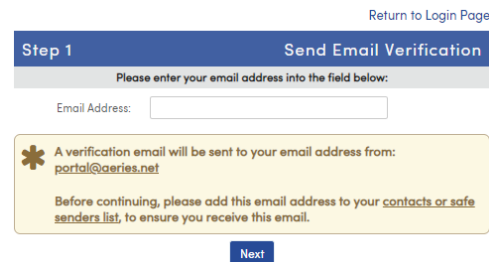 Return to Login Page
Step 1 Send Email Verification
Please enter your email address into the field below:
Email Address:
A verification email will be sent to your email address from:
portal@aeries.net
Before continuing, please add this email address to your contacts or safe
senders list, to ensure you receive this email.
Next